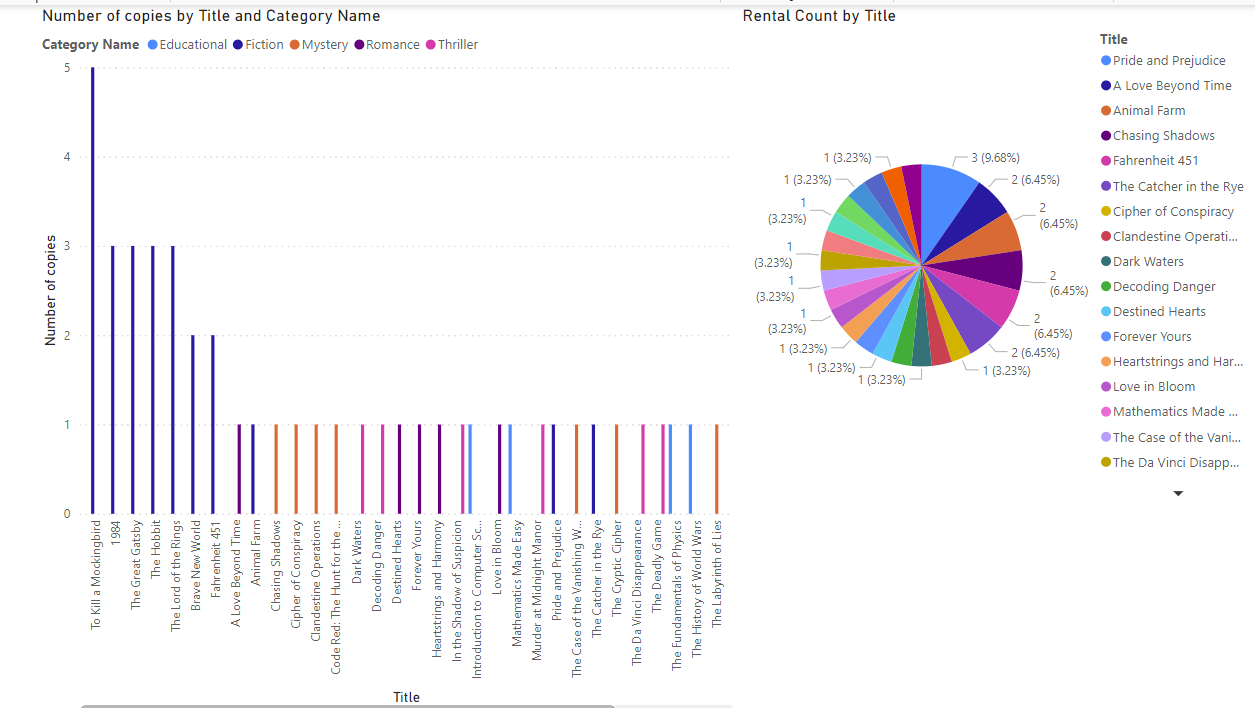 Number of copies by Title and Category Name
Category Name Educational Fiction Mystery Romance Thriller
5
4
3
2
1
0
Number of copies
To Kill a Mockingbird
1984
The Great Gatsby
The Hobbit
The Lord of the Rings
Brave New World
Fahrenheit 451
A Love Beyond Time
Animal Farm
Chasing Shadows
Cipher of Conspiracy
Clandestine Operations
Code Red: The Hunt for the ...
Dark Waters
Decoding Danger
Destined Hearts
Forever Yours
Heartstrings and Harmony
In the Shadow of Suspicion
Introduction to Computer Sc...
Love in Bloom
Mathematics Made Easy
Murder at Midnight Manor
Pride and Prejudice
The Case of the Vanishing W...
The Catcher in the Rye
The Cryptic Cipher
The Da Vinci Disappearance
The Deadly Game
The Fundamentals of Physics
The History of World Wars
The Labyrinth of Lies
Title
Rental Count by Title
3 (9.68%)
2 (6.45%)
2
(6.45%)
2
(6.45%)
2
(6.45%)
2 (6.45%)
1 (3.23%)
1 (3.23%)
1 (3.23%)
1 (3.23%)
1
(3.23%)
1
(3.23%)
1
(3.23%)
1
(3.23%)
1 (3.23%)
1 (3.23%)
Title
Pride and Prejudice
A Love Beyond Time
Animal Farm
Chasing Shadows
Fahrenheit 451
The Catcher in the Rye
Cipher of Conspiracy
Clandestine Operati...
Dark Waters
Decoding Danger
Destined Hearts
Forever Yours
Heartstrings and Har...
Love in Bloom
Mathematics Made ...
The Case of the Vani...
The Da Vinci Disapp...